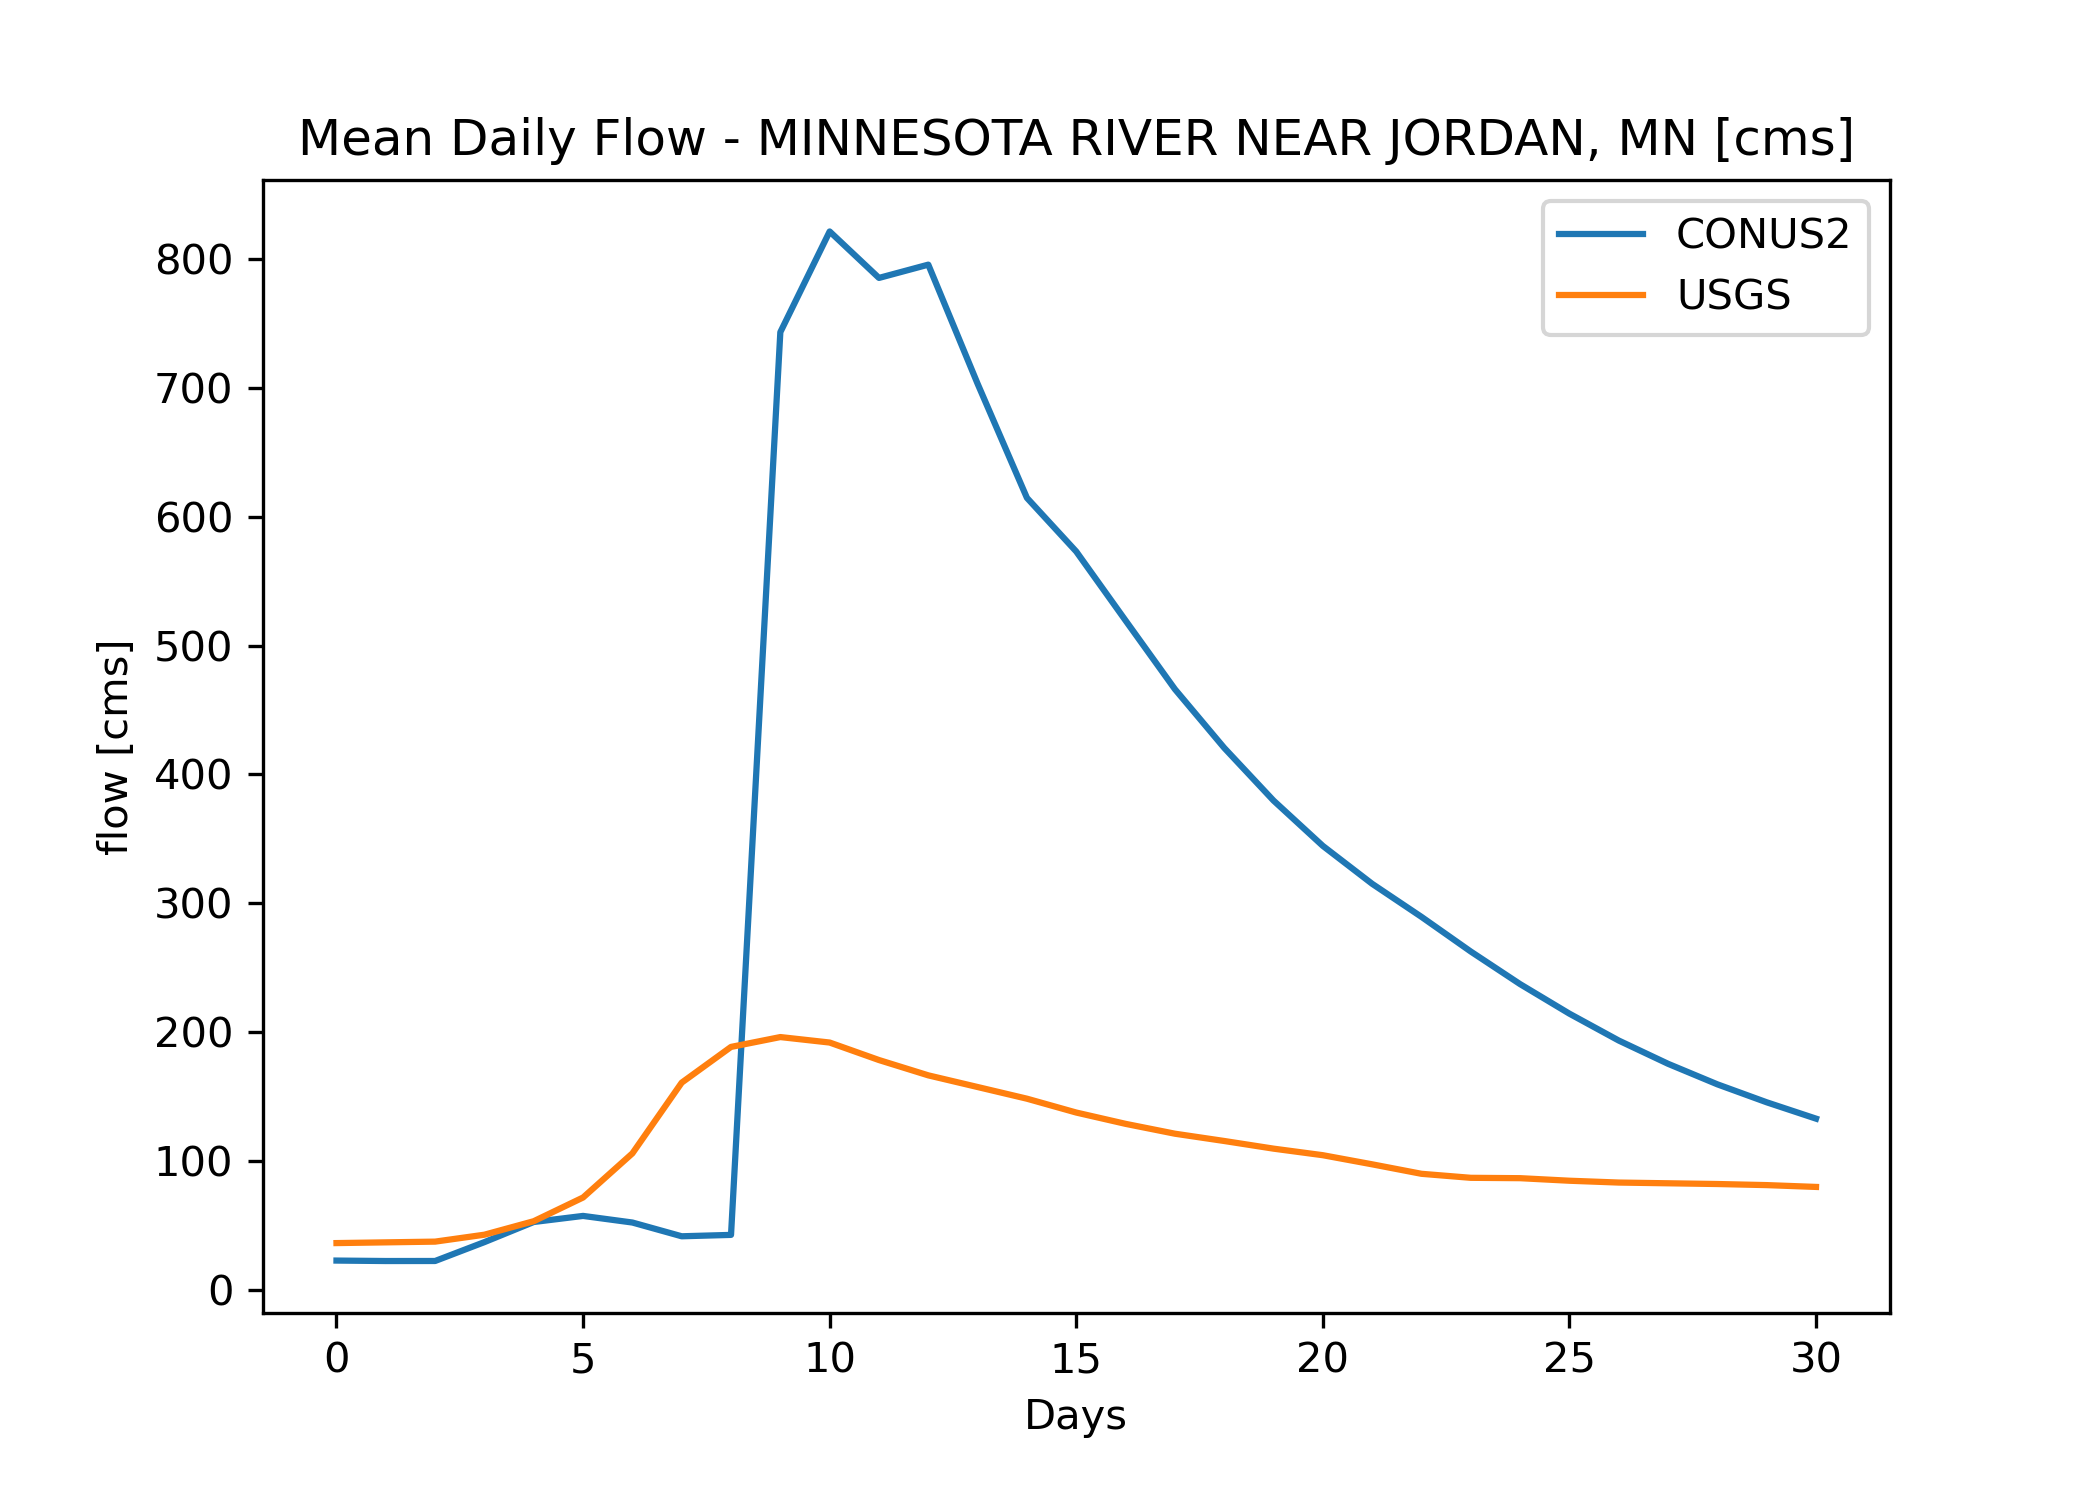 Mean Daily Flow - MINNESOTA RIVER NEAR JORDAN, MN [cms]
CONUS2
USGS
flow [cms]
800
700
600
500
400
300
200
100
0
0 5 10 15 20 25 30
Days